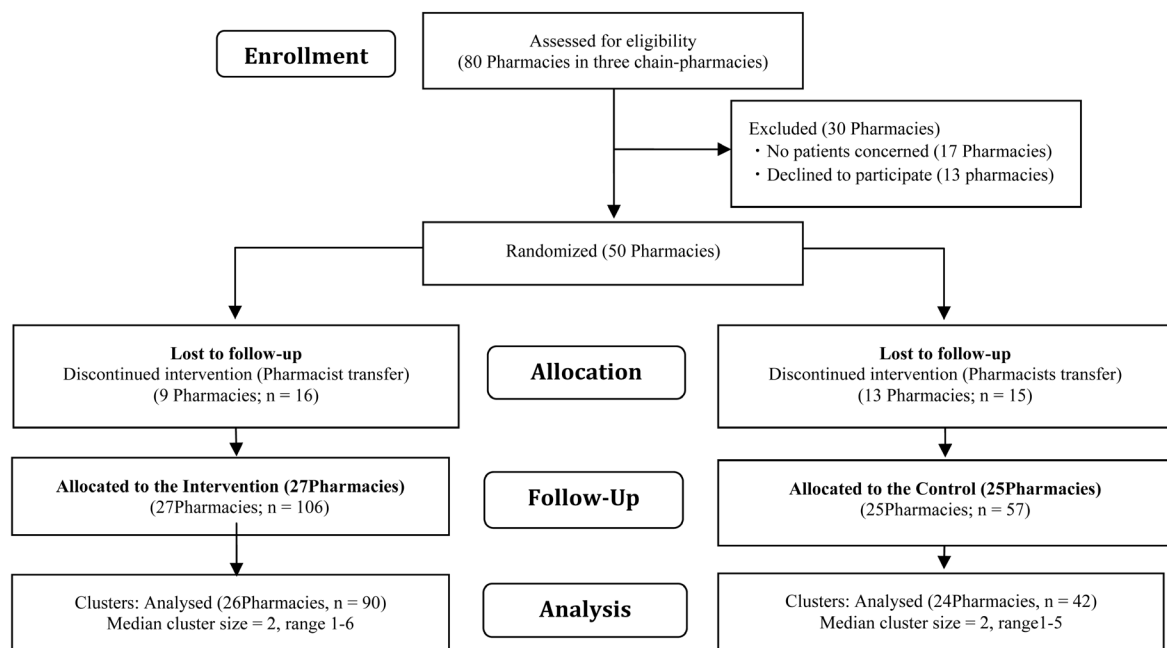 Enrollment
Assessed for eligibility
(80 Pharmacies in three chain-pharmacies)
Excluded (30 Pharmacies)
・No patients concerned (17 Pharmacies)
・Declined to participate (13 pharmacies)
Randomized (50 Pharmacies)
Lost to follow-up
Discontinued intervention (Pharmacist transfer)
(9 Pharmacies; n = 16)
Allocation
Lost to follow-up
Discontinued intervention (Pharmacists transfer)
(13 Pharmacies; n = 15)
Allocated to the Intervention (27Pharmacies)
(27Pharmacies; n = 106)
Follow-Up
Allocated to the Control (25Pharmacies)
(25Pharmacies; n = 57)
Clusters: Analysed (26Pharmacies, n = 90)
Median cluster size = 2, range 1-6
Analysis
Clusters: Analysed (24Pharmacies, n = 42)
Median cluster size = 2, range1-5